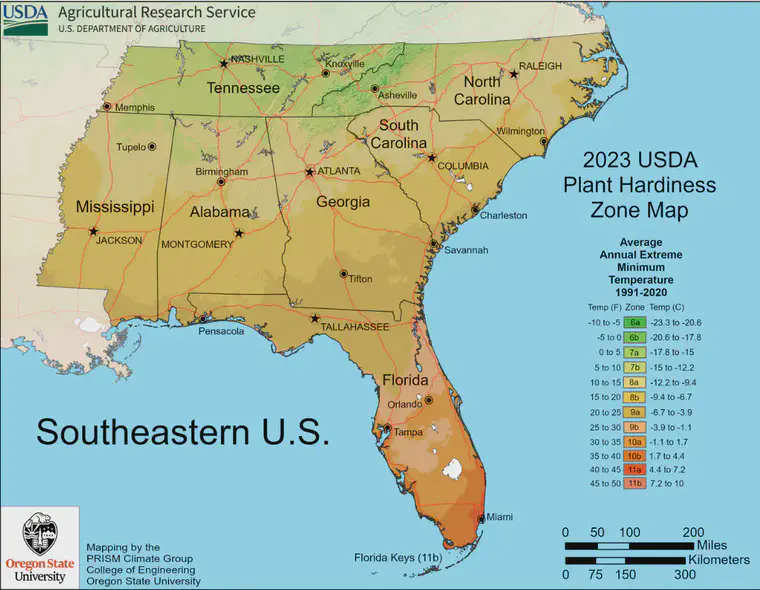 USDA
Agricultural Research Service
U.S. DEPARTMENT OF AGRICULTURE
NASHVILLE
Knoxville
Tennessee
Asheville
RALEIGH
North
Carolina
Memphis
South
Carolina
Wilmington
Tupelo
Birmingham
ATLANTA
COLUMBIA
Mississippi
Alabama
Georgia
Charleston
JACKSON
MONTGOMERY
Savannah
Tifton
Pensacola
TALLAHASSEE
Florida
Orlando
Tampa
Miami
Florida Keys (11b)
Southeastern U.S.
2023 USDA
Plant Hardiness
Zone Map
Average
Annual Extreme
Minimum
Temperature
1991-2020
Temp (F) Zone Temp (C)
-10 to -5 6a -23.3 to -20.6
-5 to 0 6b -20.6 to -17.8
0 to 5 7a -17.8 to -15
5 to 10 7b -15 to -12.2
10 to 15 8a -12.2 to -9.4
15 to 20 8b -9.4 to -6.7
20 to 25 9a -6.7 to -3.9
25 to 30 9b -3.9 to -1.1
30 to 35 10a -1.1 to 1.7
35 to 40 10b 1.7 to 4.4
40 to 45 11a 4.4 to 7.2
45 to 50 11b 7.2 to 10
0 50 100 200
Miles
Kilometers
0 75 150 300
Oregon State
University
Mapping by the
PRISM Climate Group
College of Engineering
Oregon State University